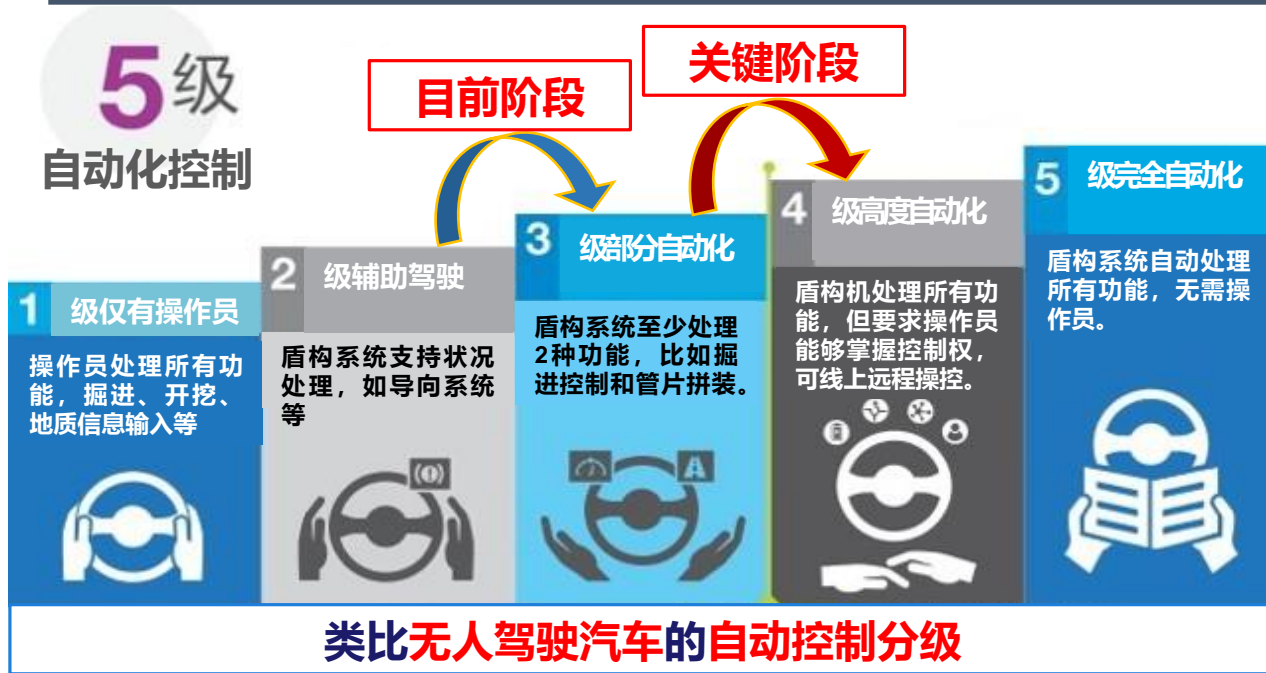 5级
自动化控制
目前阶段
关键阶段
1 级仅有操作员
操作员处理所有功
能，掘进、开挖、
地质信息输入等
2 级辅助驾驶
盾构系统支持状况
处理，如导向系统
等
3 级部分自动化
盾构系统至少处理
2种功能，比如掘
进控制和管片拼装。
4 级高度自动化
盾构机处理所有功
能，但要求操作员
能够掌握控制权，
可线上远程操控。
5 级完全自动化
盾构系统自动处理
所有功能，无需操
作员。
类比无人驾驶汽车的自动控制分级